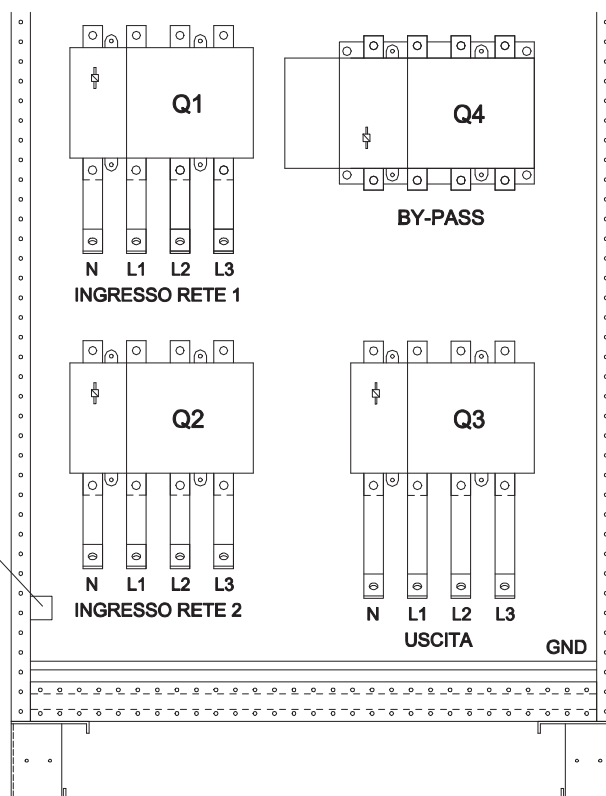 Q1
Q4
BY-PASS
N L1 L2 L3
INGRESSO RETE 1
Q2
Q3
N L1 L2 L3
INGRESSO RETE 2
N L1 L2 L3
USCITA
GND